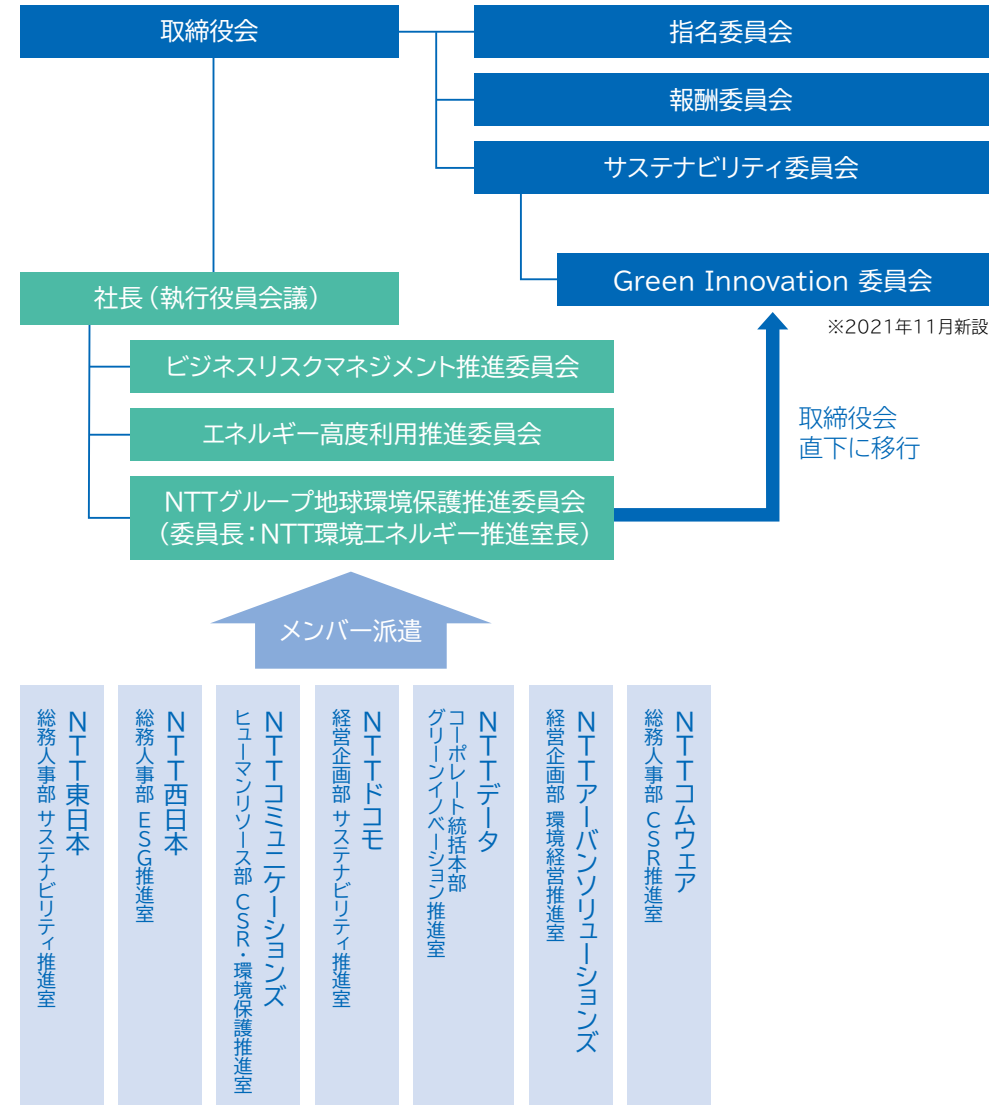 取締役会
指名委員会
報酬委員会
サステナビリティ委員会
Green Innovation 委員会
※2021年11月新設
社長（執行役員会議）
ビジネスリスクマネジメント推進委員会
エネルギー高度利用推進委員会
NTTグループ地球環境保護推進委員会
（委員長：NTT環境エネルギー推進室長）
取締役会
直下に移行
メンバー派遣
NTT東日本
総務人事部 サステナビリティ推進室
NTT西日本
総務人事部 ESG推進室
NTTコミュニケーションズ
ヒューマンリソース部 CSR・環境保護推進室
NTTドコモ
経営企画部 サステナビリティ推進室
NTTデータ
コーポレート統括本部
グリーンイノベーション推進室
NTTアーバンソリューションズ
経営企画部 環境経営推進室
NTTコムウェア
総務人事部 CSR推進室